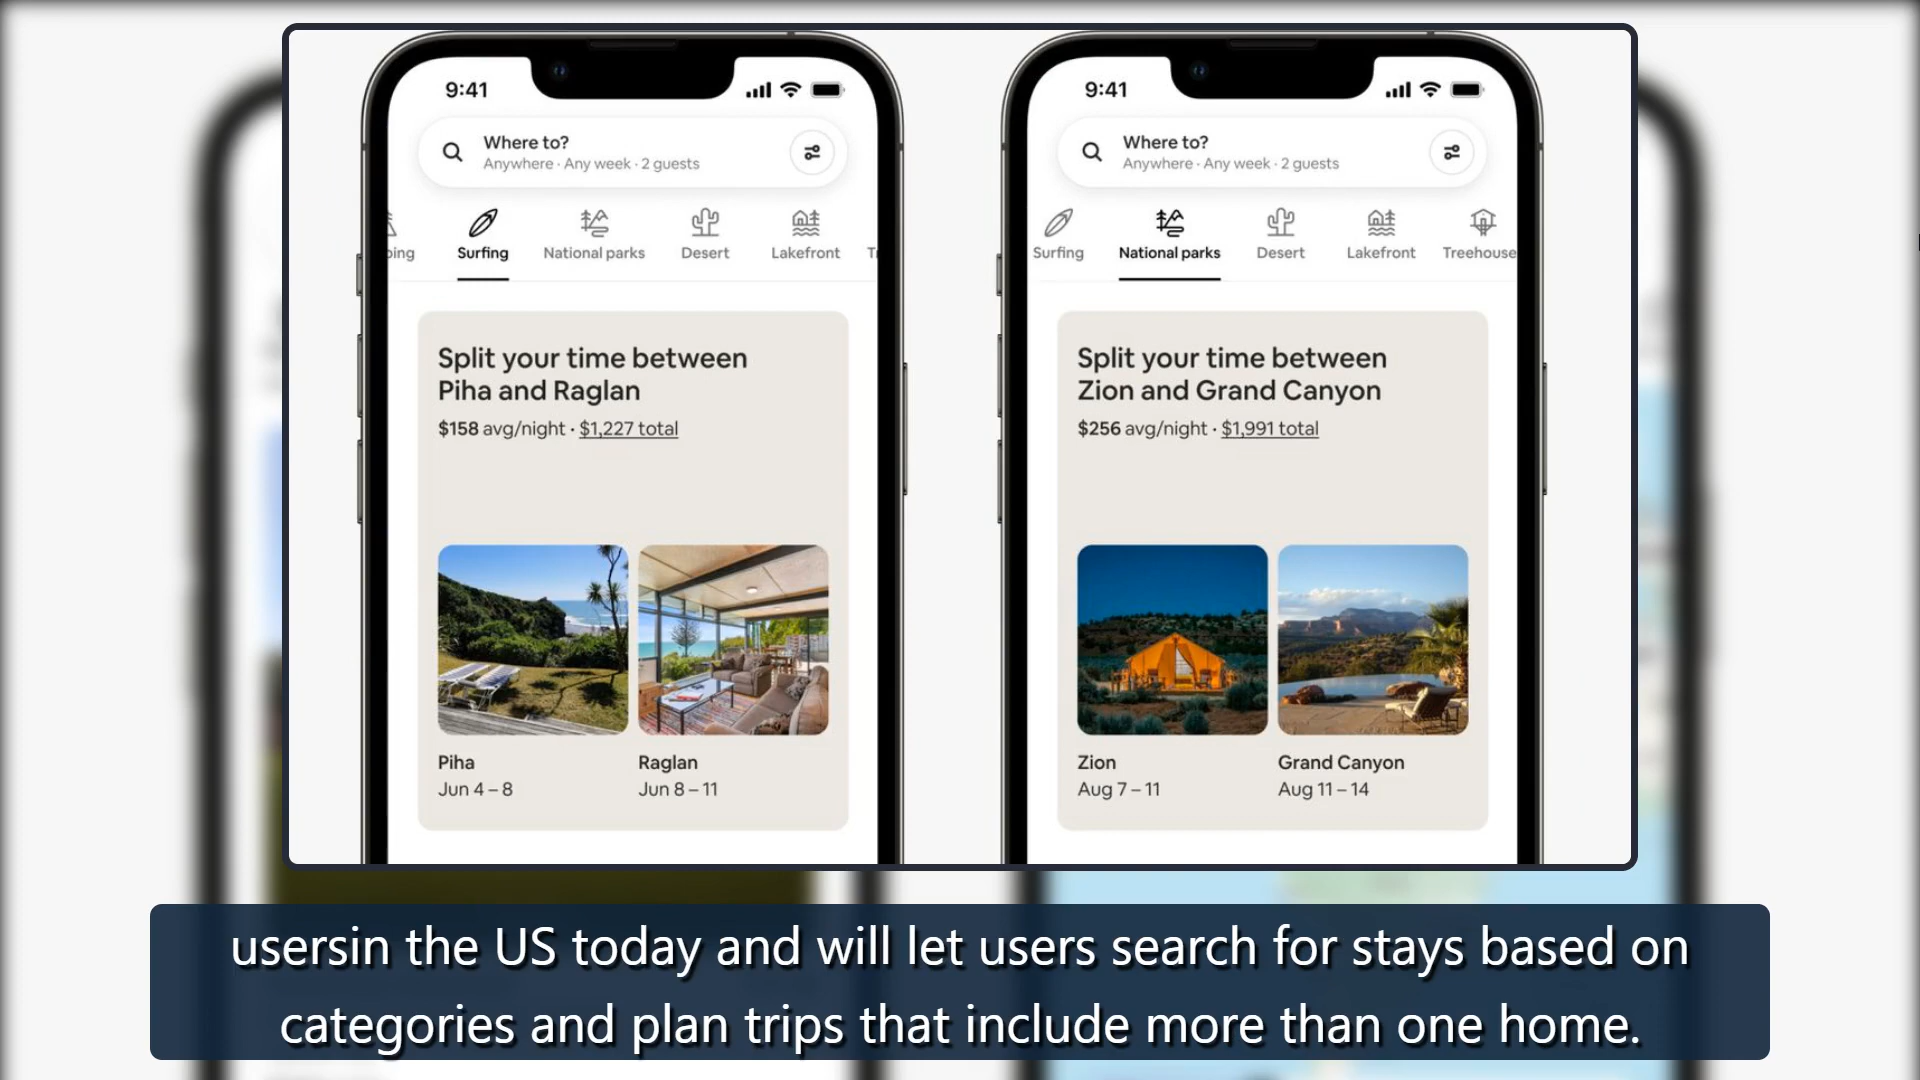 9:41
Where to?
Anywhere · Any week · 2 guests
ping
Surfing
National parks
Desert
Lakefront
Tr
Split your time between
Piha and Raglan
$158 avg/night · $1,227 total
Piha
Jun 4 – 8
Raglan
Jun 8 – 11
9:41
Where to?
Anywhere · Any week · 2 guests
Surfing
National parks
Desert
Lakefront
Treehouse
Split your time between
Zion and Grand Canyon
$256 avg/night · $1,991 total
Zion
Aug 7 – 11
Grand Canyon
Aug 11 – 14
usersin the US today and will let users search for stays based on
categories and plan trips that include more than one home.